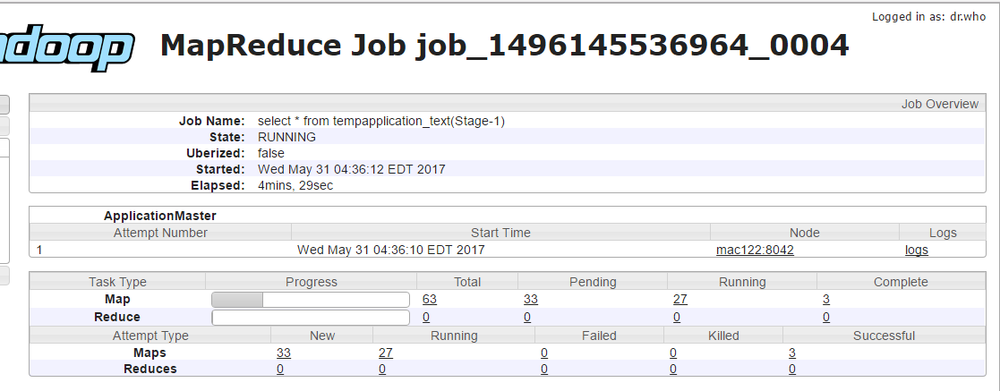 Logged in as: dr.who
adoop MapReduce Job job_1496145536964_0004
Job Overview
Job Name: select * from tempapplication_text(Stage-1)
State: RUNNING
Uberized: false
Started: Wed May 31 04:36:12 EDT 2017
Elapsed: 4mins, 29sec
ApplicationMaster
Attempt Number Start Time Node Logs
1 Wed May 31 04:36:10 EDT 2017 mac122:8042 logs
Task Type Progress Total Pending Running Complete
Map 63 33 27 3
Reduce 0 0 0 0
Attempt Type New Running Failed Killed Successful
Maps 33 27 0 0 3
Reduces 0 0 0 0 0